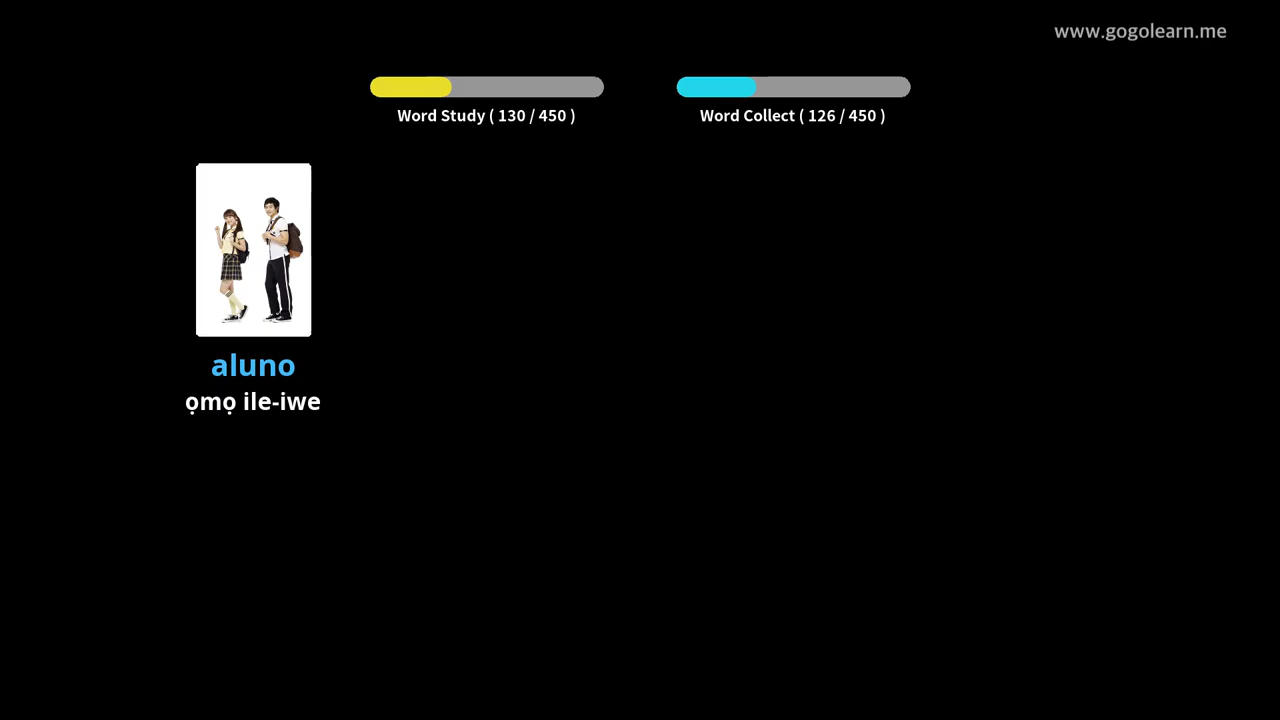 www.gogolearn.me
Word Study ( 130 / 450 )
Word Collect ( 126 / 450 )
aluno
ọmọ ile-iwe